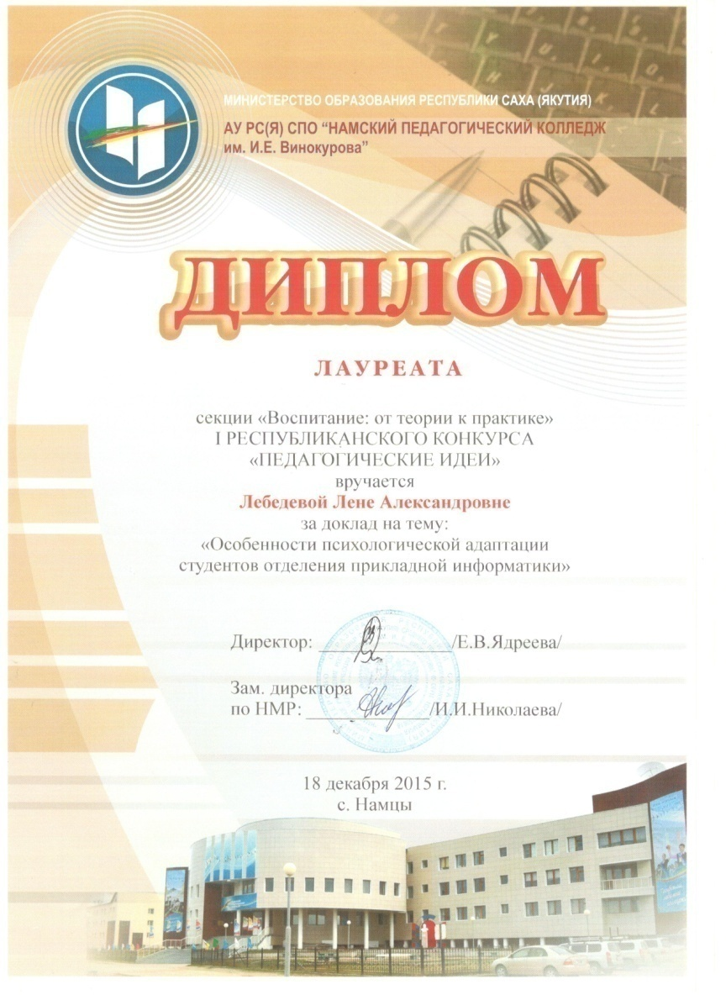 МИНИСТЕРСТВО ОБРАЗОВАНИЯ РЕСПУБЛИКИ САХА (ЯКУТИЯ)
АУ РС(Я) СПО “НАМСКИЙ ПЕДАГОГИЧЕСКИЙ КОЛЛЕДЖ
им. И.Е. Винокурова”
ДИПЛОМ
ЛАУРЕАТА
секции «Воспитание: от теории к практике»
I РЕСПУБЛИКАНСКОГО КОНКУРСА
«ПЕДАГОГИЧЕСКИЕ ИДЕИ»
вручается
Лебедевой Лене Александровне
за доклад на тему:
«Особенности психологической адаптации
студентов отделения прикладной информатики»
Директор: ______________/Е.В.Ядреева/
Зам. директора
по НМР: _____________/И.И.Николаева/
18 декабря 2015 г.
с. Намцы